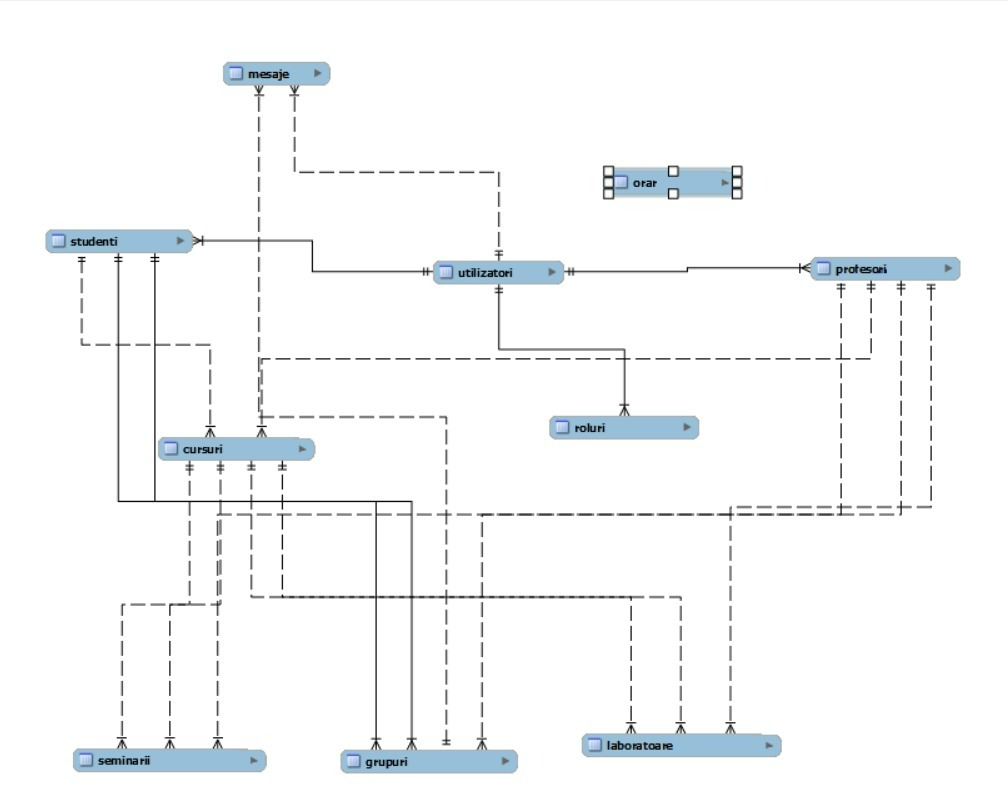 mesaje
orar
studenti
utilizatori
profesori
roluri
cursuri
seminarii
grupuri
laboratoare